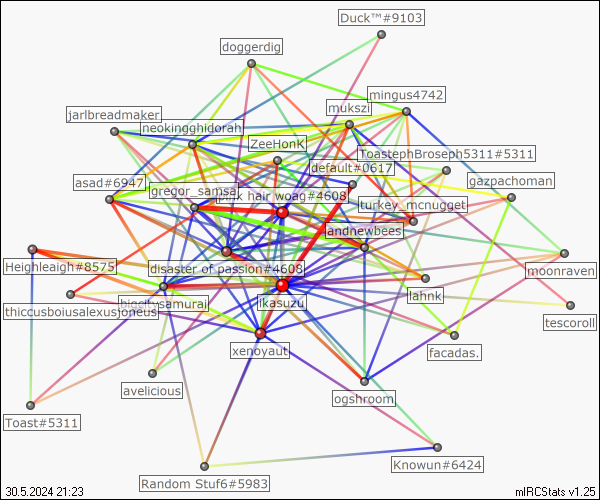 Duck™#9103
doggerdig
mingus4742
mukszi
jarlbreadmaker
neokingghidorah
ZeeHonK
ToastephBroseph5311#5311
default#0617
asad#6947
gregor_samsa
pink hair woag#4608
gazpachoman
turkey_mcnugget
andnewbees
Heighleaigh#8575
disaster of passion#4608
moonraven
bigcitysamuraj
ikasuzu
lahnk
thiccusboiusalexusjoneus
tescoroll
xenoyaut
facadas.
avelicious
ogshroom
Toast#5311
Knowun#6424
Random Stuf6#5983
30.5.2024 21:23
mIRCStats v1.25